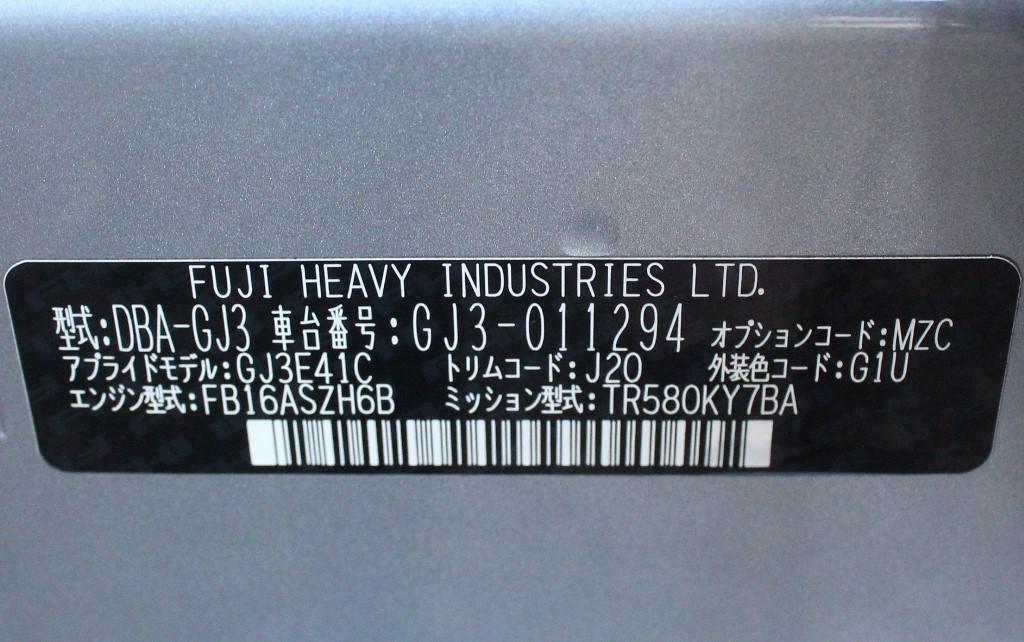 FUJI HEAVY INDUSTRIES LTD.
型式:DBA-GJ3 車台番号:GJ3-011294 オプションコード:MZC
アプライドモデル:GJ3E41C トリムコード:J20 外装色コード:G1U
エンジン型式:FB16ASZH6B ミッション型式:TR580KY7BA